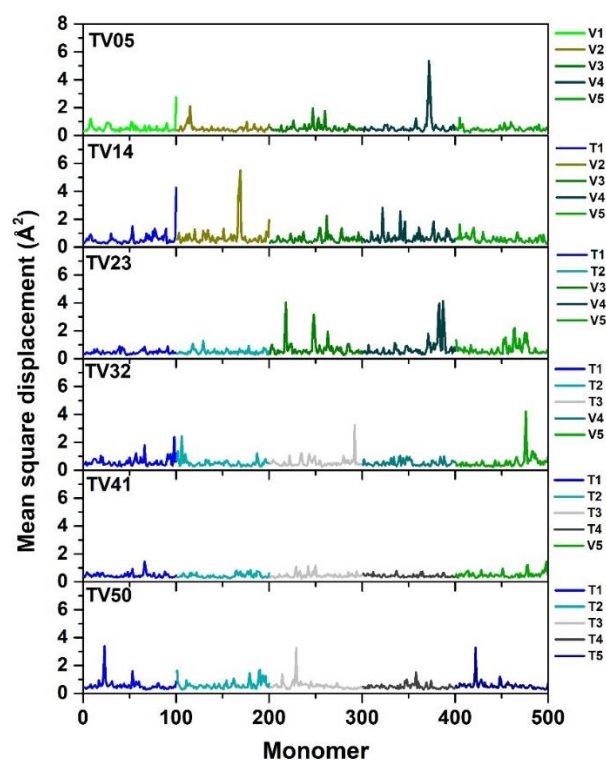 Mean square displacement (Å²)
TV05
8
6
4
2
0
V1
V2
V3
V4
V5
TV14
6
4
2
0
T1
V2
V3
V4
V5
TV23
6
4
2
0
T1
T2
V3
V4
V5
TV32
6
4
2
0
T1
T2
T3
V4
V5
TV41
6
4
2
0
T1
T2
T3
T4
V5
TV50
6
4
2
0
T1
T2
T3
T4
T5
0 100 200 300 400 500
Monomer